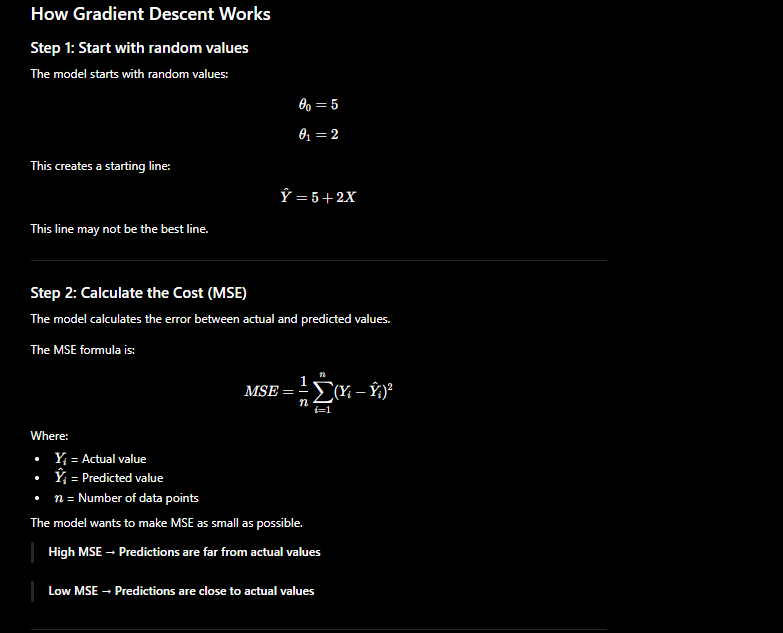 How Gradient Descent Works
Step 1: Start with random values
The model starts with random values:
θ₀ = 5
θ₁ = 2
This creates a starting line:
Ŷ = 5 + 2X
This line may not be the best line.
Step 2: Calculate the Cost (MSE)
The model calculates the error between actual and predicted values.
The MSE formula is:
MSE = 1/n ∑ⁿᵢ₌₁ (Yᵢ – Ŷᵢ)²
Where:
• Yᵢ = Actual value
• Ŷᵢ = Predicted value
• n = Number of data points
The model wants to make MSE as small as possible.
High MSE → Predictions are far from actual values
Low MSE → Predictions are close to actual values